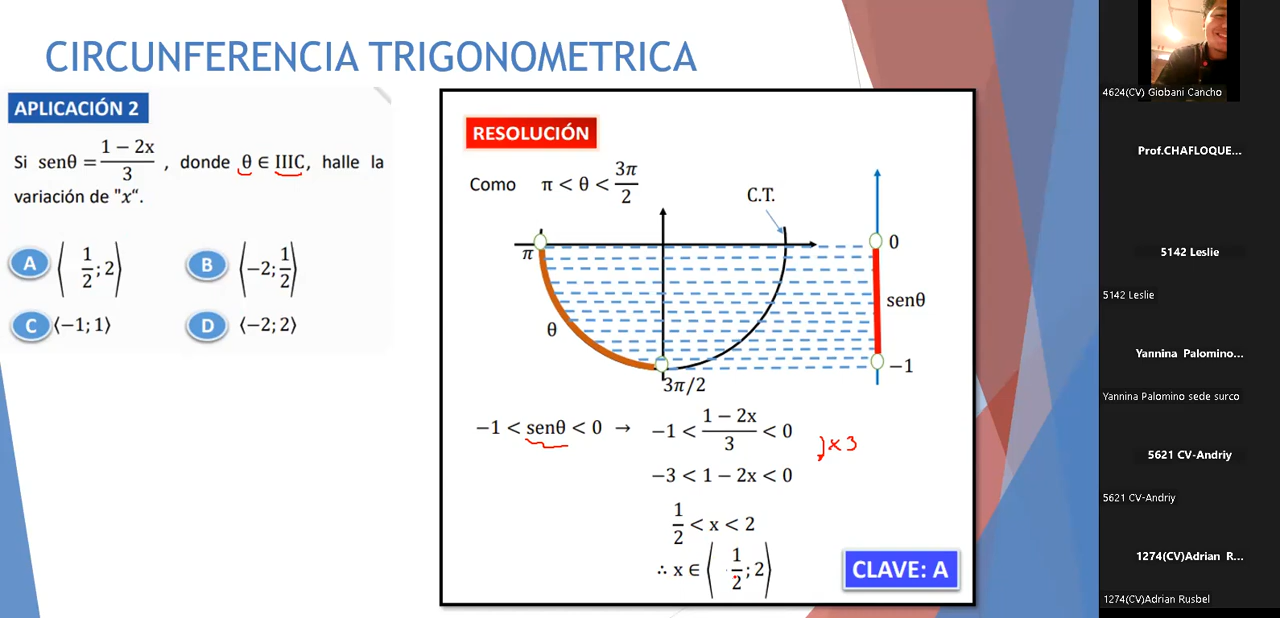 CIRCUNFERENCIA TRIGONOMETRICA
APLICACIÓN 2
Si senθ = (1 − 2x)/3 , donde θ ∈ IIIC, halle la
variación de "x“.
A ⟨1/2; 2⟩
B ⟨−2; 1/2⟩
C ⟨−1; 1⟩
D ⟨−2; 2⟩
RESOLUCIÓN
Como π < θ < 3π/2
C.T.
π
θ
3π/2
0
senθ
−1
−1 < senθ < 0 → −1 < (1 − 2x)/3 < 0
×3
−3 < 1 − 2x < 0
1/2 < x < 2
∴ x ∈ ⟨1/2; 2⟩
CLAVE: A
4624(CV) Giobani Cancho
Prof.CHAFLOQUE...
5142 Leslie
5142 Leslie
Yannina Palomino...
Yannina Palomino sede surco
5621 CV-Andriy
5621 CV-Andriy
1274(CV)Adrian R...
1274(CV)Adrian Rusbel